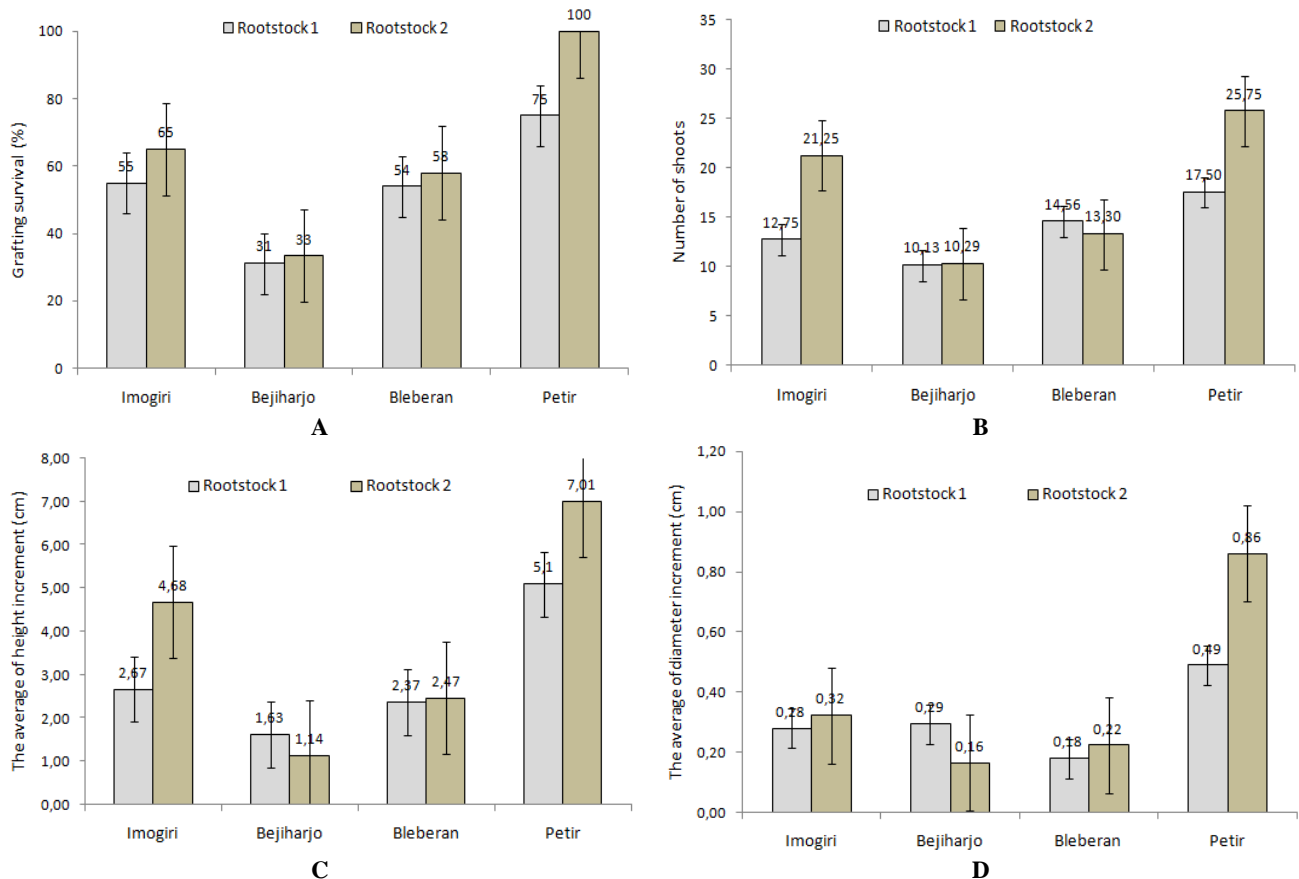 Rootstock 1 Rootstock 2
Grafting survival (%)
100
80
60
40
20
0
55 65 31 33 54 58 75 100
Imogiri Bejiharjo Bleberan Petir
A
Rootstock 1 Rootstock 2
Number of shoots
35
30
25
20
15
10
5
0
12,75 21,25 10,13 10,29 14,56 13,30 17,50 25,75
Imogiri Bejiharjo Bleberan Petir
B
Rootstock 1 Rootstock 2
The average of height increment (cm)
8,00
7,00
6,00
5,00
4,00
3,00
2,00
1,00
0,00
2,67 4,68 1,63 1,14 2,37 2,47 5,1 7,01
Imogiri Bejiharjo Bleberan Petir
C
Rootstock 1 Rootstock 2
The average of diameter increment (cm)
1,20
1,00
0,80
0,60
0,40
0,20
0,00
0,28 0,32 0,29 0,16 0,18 0,22 0,49 0,86
Imogiri Bejiharjo Bleberan Petir
D